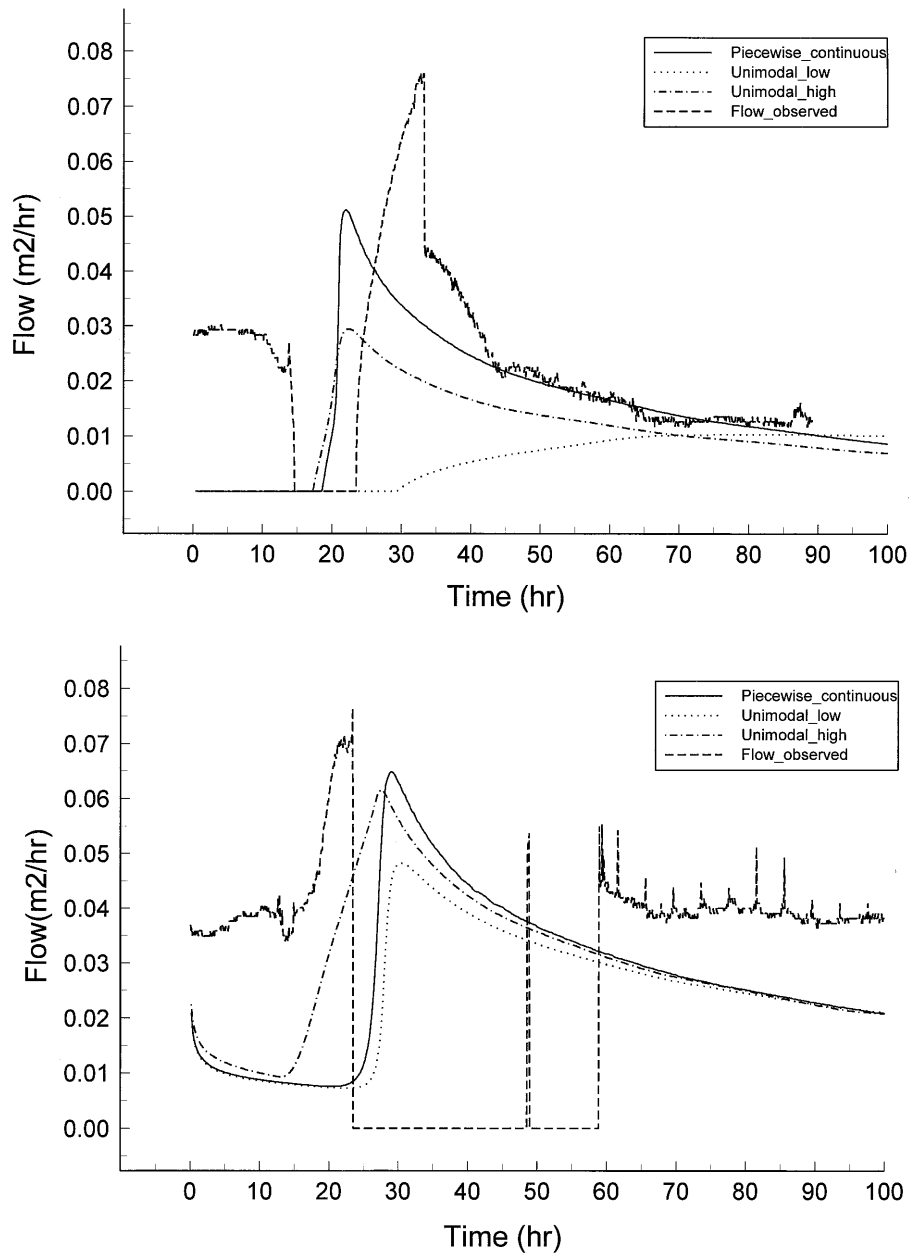 0.08
0.07
0.06
0.05
0.04
0.03
0.02
0.01
0.00
Flow (m2/hr)
Piecewise_continuous
Unimodal_low
Unimodal_high
Flow_observed
0 10 20 30 40 50 60 70 80 90 100
Time (hr)
0.08
0.07
0.06
0.05
0.04
0.03
0.02
0.01
0.00
Flow(m2/hr)
Piecewise_continuous
Unimodal_low
Unimodal_high
Flow_observed
0 10 20 30 40 50 60 70 80 90 100
Time (hr)